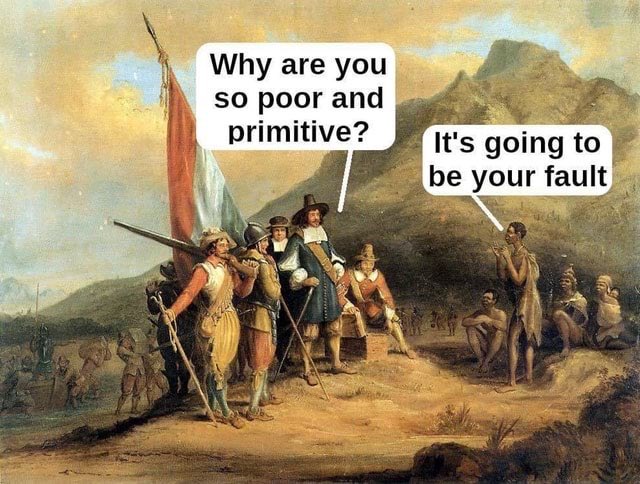 Why are you
so poor and
primitive?
It's going to
be your fault